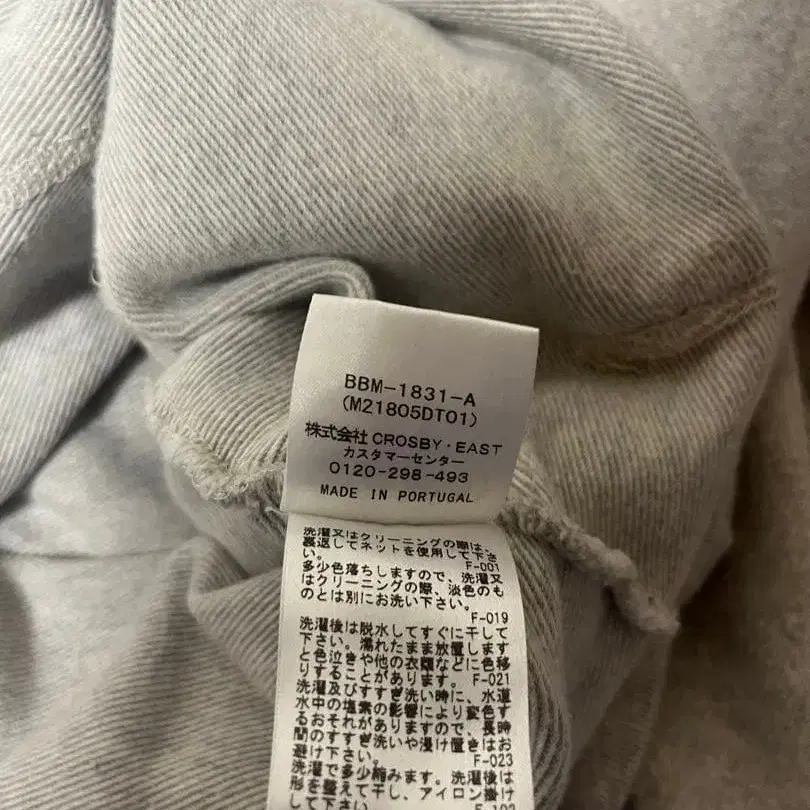 BBM-1831-A
(M21805DT01)
株式会社 CROSBY・EAST
カスタマーセンター
0120-298-493
MADE IN PORTUGAL
洗濯又はクリーニングの際は、
裏返してネットを使用して下さ
い。 F-001
多少色落ちしますので、洗濯又
はクリーニングの際、淡色のも
のとは別にお洗い下さい。
F-019
洗濯後は脱水してすぐに干して
下さい。濡れたまま放置します
と色泣きや他の衣類などに色移
りすることがあります。 F-021
洗濯及びすすぎ洗い時に、水道
水中の塩素の影響により変色す
るおそれがありますので、長時
間のすすぎ洗いや浸け置きはお
避け下さい。 F-023
洗濯で多少縮みます。洗濯後は
形を整えて干し、アイロン掛け
して下さい。